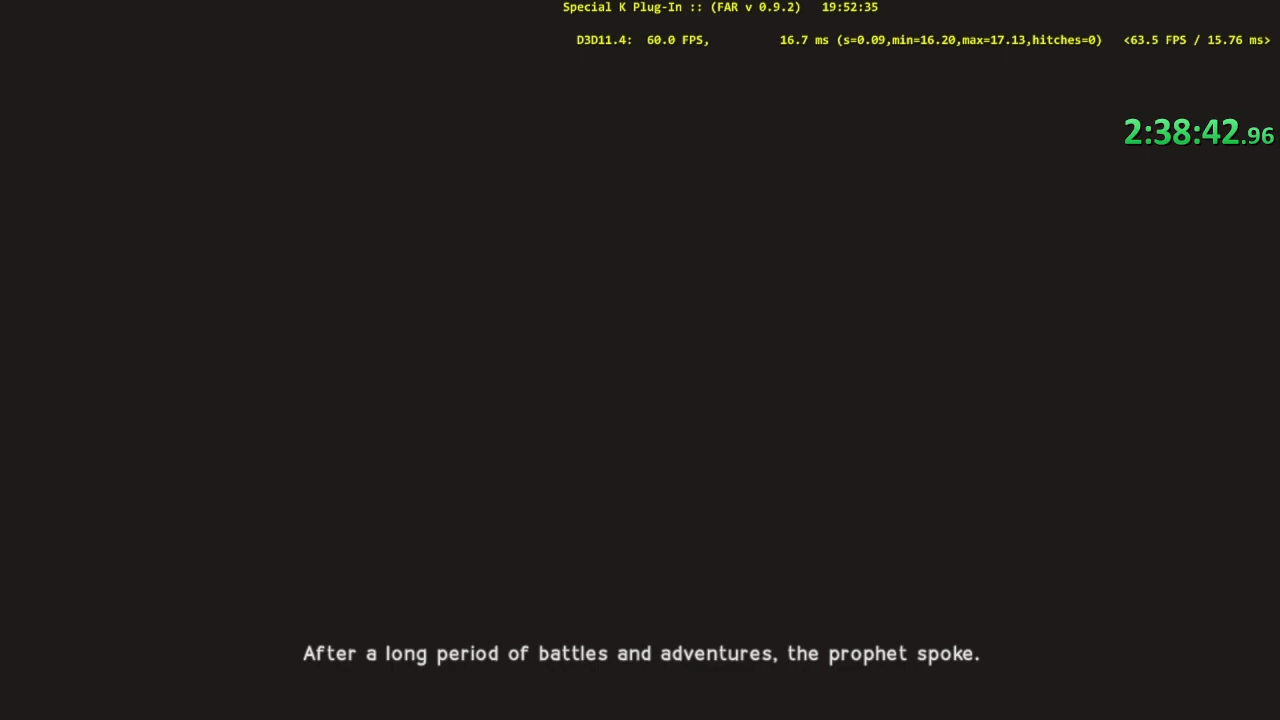 Special K Plug-In :: (FAR v 0.9.2) 19:52:35
D3D11.4: 60.0 FPS, 16.7 ms (s=0.09,min=16.20,max=17.13,hitches=0) <63.5 FPS / 15.76 ms>
2:38:42.96
After a long period of battles and adventures, the prophet spoke.